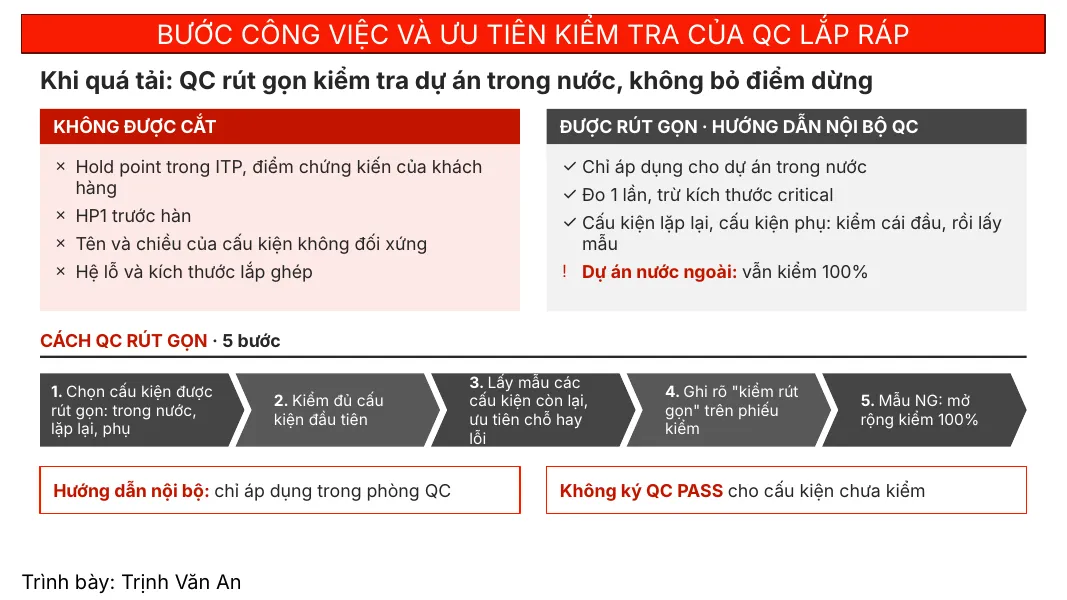 BƯỚC CÔNG VIỆC VÀ ƯU TIÊN KIỂM TRA CỦA QC LẮP RÁP
Khi quá tải: QC rút gọn kiểm tra dự án trong nước, không bỏ điểm dừng
KHÔNG ĐƯỢC CẮT
× Hold point trong ITP, điểm chứng kiến của khách
hàng
× HP1 trước hàn
× Tên và chiều của cấu kiện không đối xứng
× Hệ lỗ và kích thước lắp ghép
ĐƯỢC RÚT GỌN · HƯỚNG DẪN NỘI BỘ QC
✓ Chỉ áp dụng cho dự án trong nước
✓ Đo 1 lần, trừ kích thước critical
✓ Cấu kiện lặp lại, cấu kiện phụ: kiểm cái đầu, rồi lấy
mẫu
! Dự án nước ngoài: vẫn kiểm 100%
CÁCH QC RÚT GỌN · 5 bước
1. Chọn cấu kiện được
rút gọn: trong nước,
lặp lại, phụ
2. Kiểm đủ cấu
kiện đầu tiên
3. Lấy mẫu các
cấu kiện còn lại,
ưu tiên chỗ hay
lỗi
4. Ghi rõ "kiểm rút
gọn" trên phiếu
kiểm
5. Mẫu NG: mở
rộng kiểm 100%
Hướng dẫn nội bộ: chỉ áp dụng trong phòng QC
Không ký QC PASS cho cấu kiện chưa kiểm
Trình bày: Trịnh Văn An